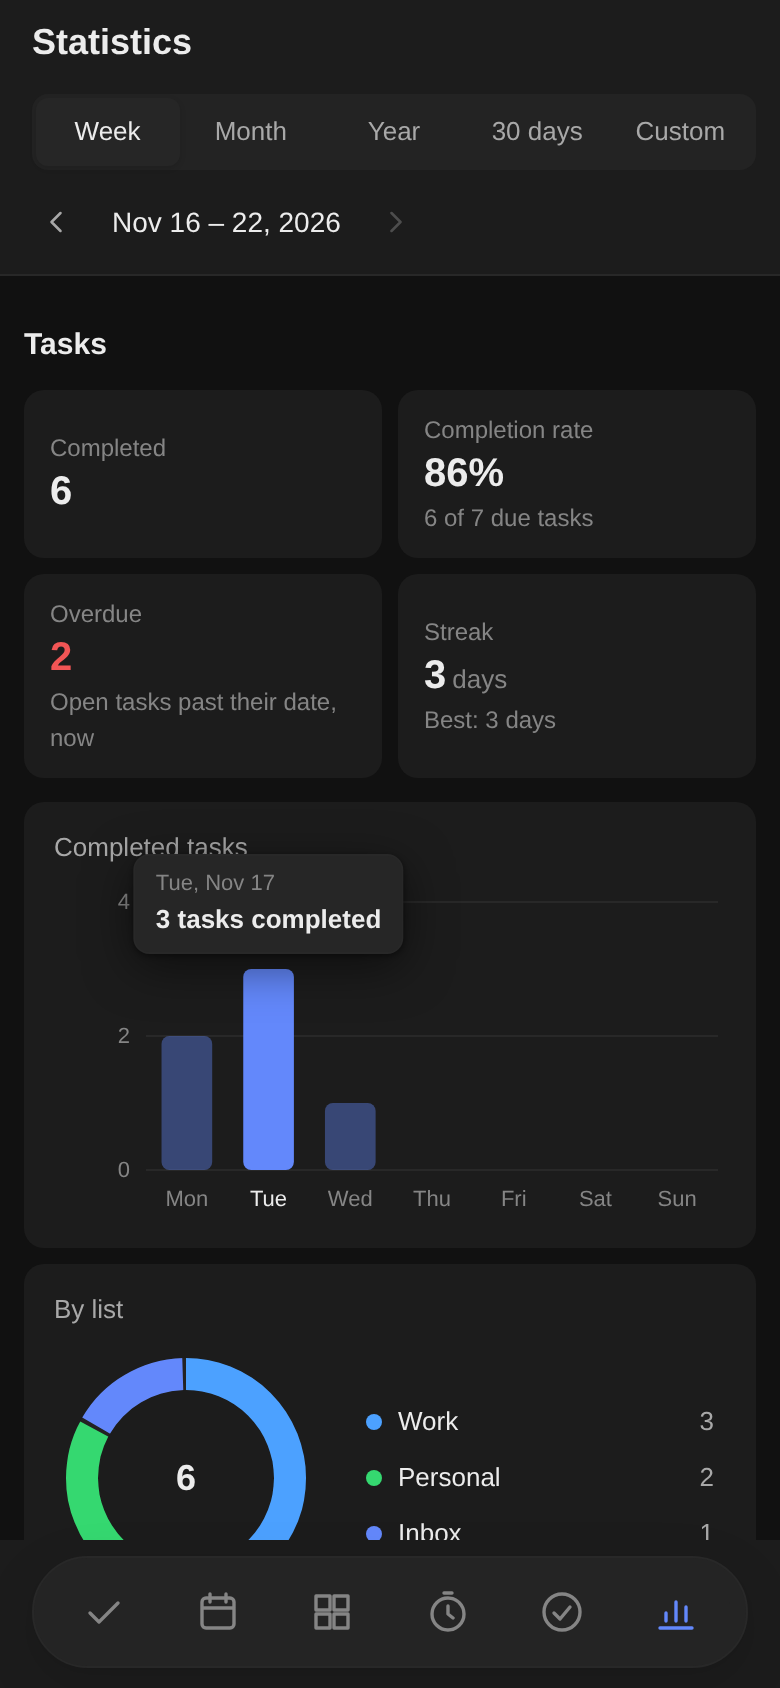 Statistics
Week Month Year 30 days Custom
Nov 16 – 22, 2026
Tasks
Completed
6
Completion rate
86%
6 of 7 due tasks
Overdue
2
Open tasks past their date,
now
Streak
3 days
Best: 3 days
Completed tasks
Tue, Nov 17
3 tasks completed
4
2
0
Mon Tue Wed Thu Fri Sat Sun
By list
6
Work 3
Personal 2
Inbox 1